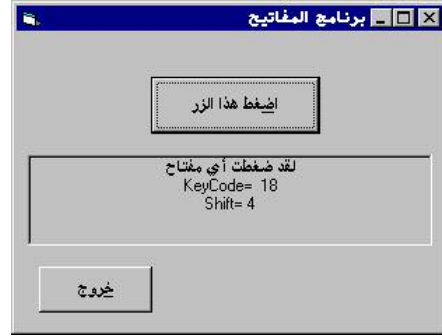 برنامج المفاتيح
اضغط هذا الزر
لقد ضغطت أي مفتاح
KeyCode= 18
Shift= 4
خروج